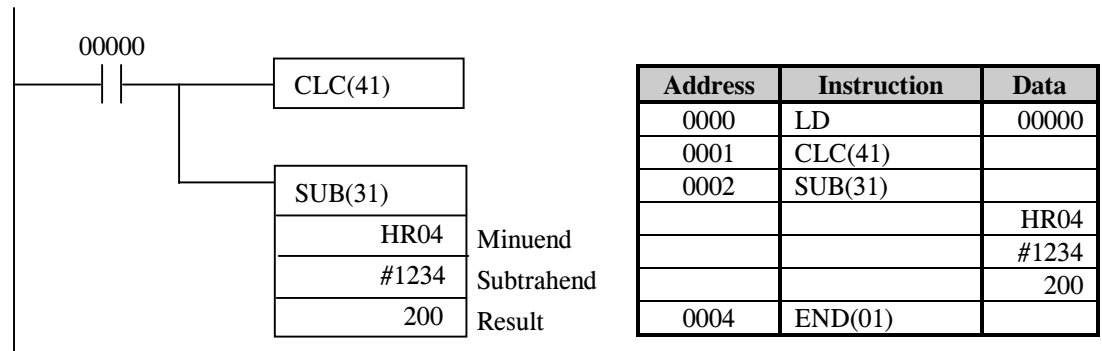 00000
CLC(41)
SUB(31)
HR04 Minuend
#1234 Subtrahend
200 Result
Address Instruction Data
0000 LD 00000
0001 CLC(41)
0002 SUB(31)
HR04
#1234
200
0004 END(01)